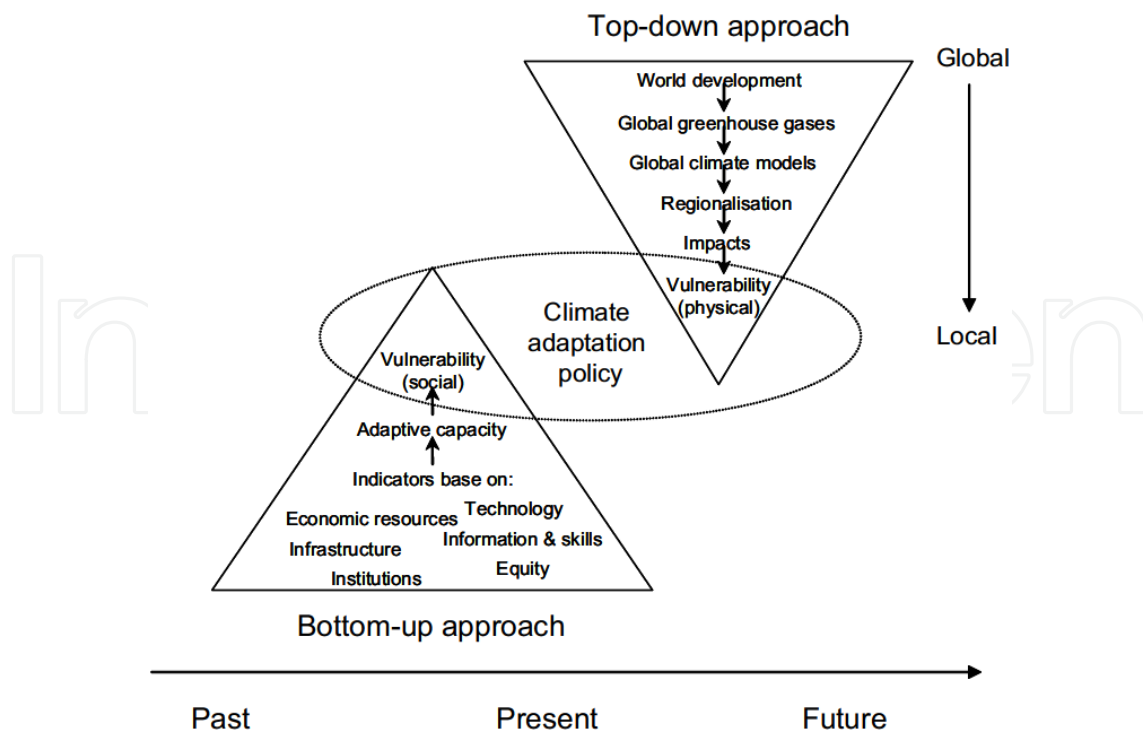 Top-down approach
Global
World development
Global greenhouse gases
Global climate models
Regionalisation
Impacts
Vulnerability
(physical)
Local
Climate
adaptation
policy
Vulnerability
(social)
Adaptive capacity
Indicators base on:
Economic resources
Technology
Infrastructure
Information & skills
Institutions
Equity
Bottom-up approach
Past
Present
Future
In
en